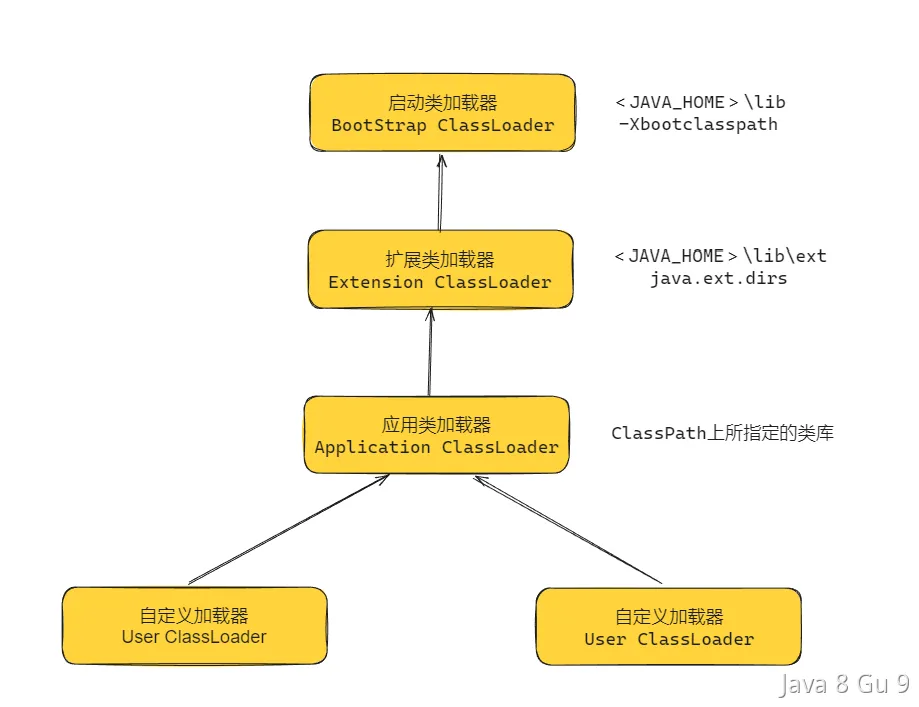 启动类加载器
BootStrap ClassLoader
<JAVA_HOME>\lib
-Xbootclasspath
扩展类加载器
Extension ClassLoader
<JAVA_HOME>\lib\ext
java.ext.dirs
应用类加载器
Application ClassLoader
ClassPath上所指定的类库
自定义加载器
User ClassLoader
自定义加载器
User ClassLoader
Java 8 Gu 9